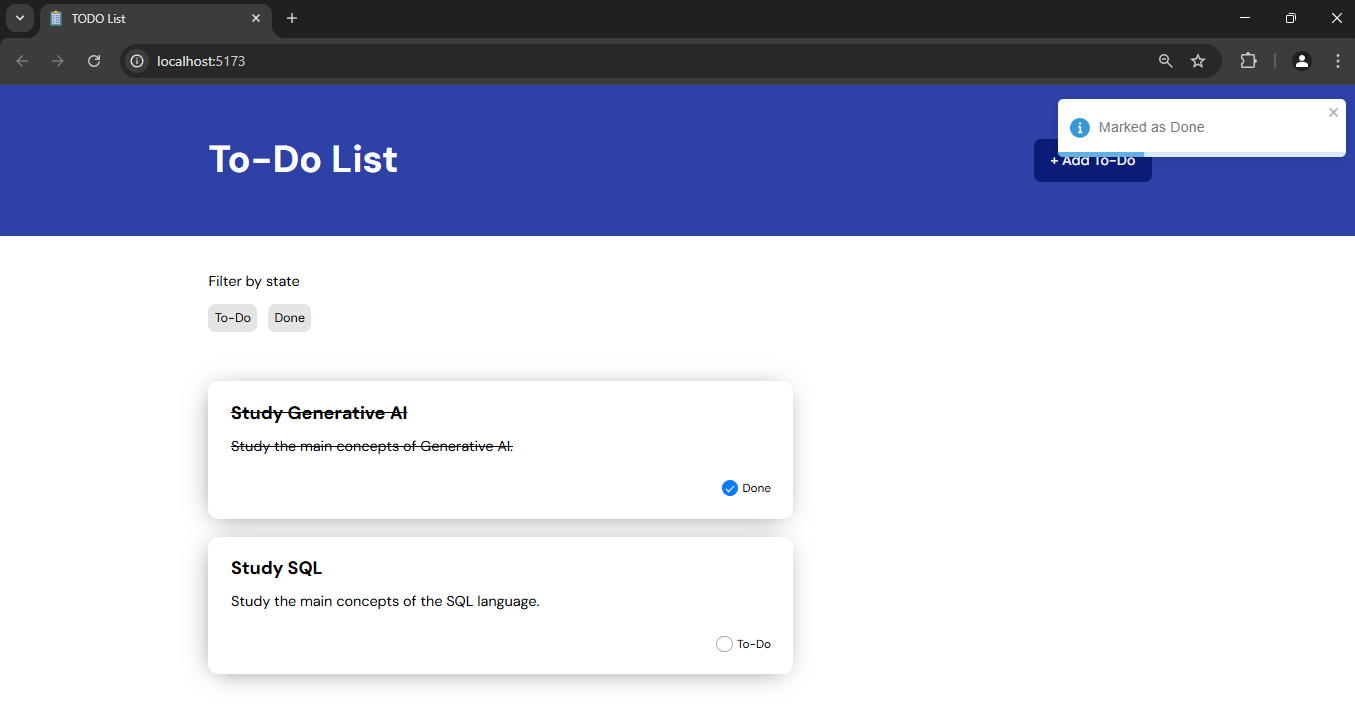 TODO List
localhost:5173
Marked as Done
To-Do List
+ Add To-Do
Filter by state
To-Do Done
Study Generative AI
Study the main concepts of Generative AI.
Done
Study SQL
Study the main concepts of the SQL language.
To-Do